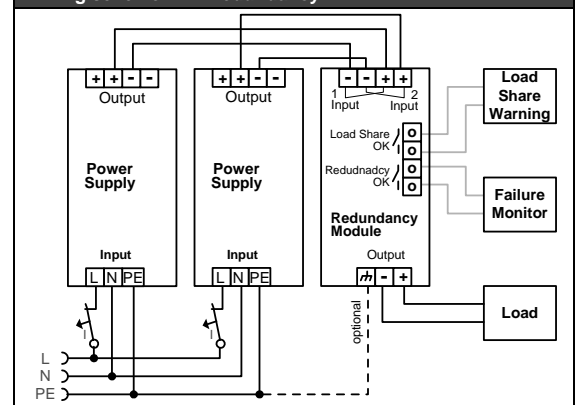 + + - -
Output
Power
Supply
Input
L N PE
+ + - -
Output
Power
Supply
Input
L N PE
- - + +
1 2
Input Input
Load Share
OK
Redudnadcy
OK
Redundancy
Module
Output
- +
optional
Load
Share
Warning
Failure
Monitor
Load
I
I
L
N
PE